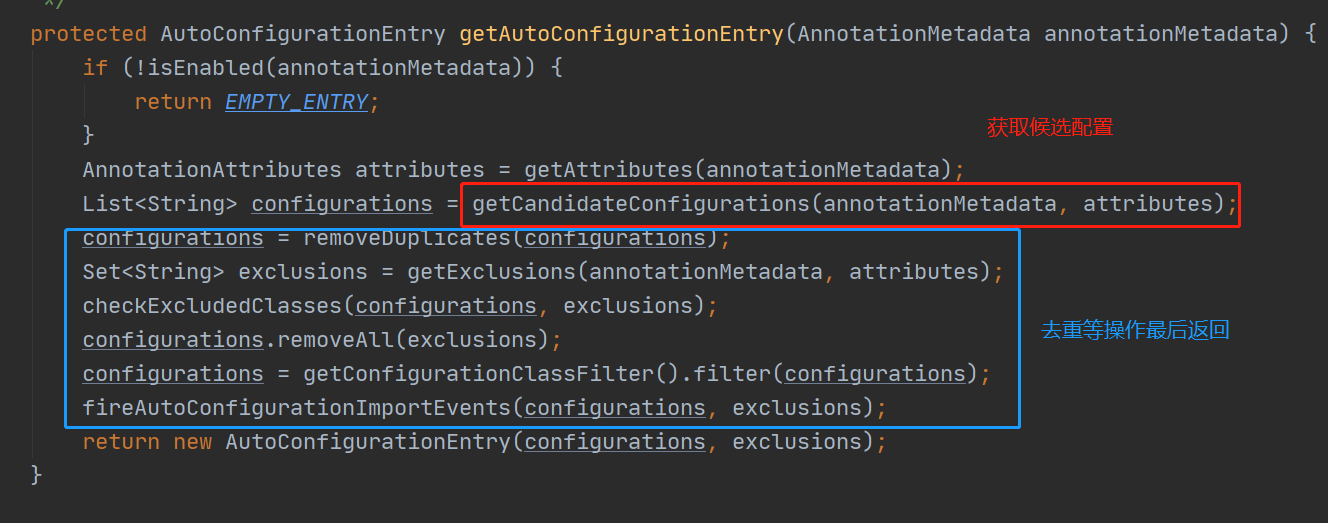 */
protected AutoConfigurationEntry getAutoConfigurationEntry(AnnotationMetadata annotationMetadata) {
if (!isEnabled(annotationMetadata)) {
return EMPTY_ENTRY;
}
获取候选配置
AnnotationAttributes attributes = getAttributes(annotationMetadata);
List<String> configurations = getCandidateConfigurations(annotationMetadata, attributes);
configurations = removeDuplicates(configurations);
Set<String> exclusions = getExclusions(annotationMetadata, attributes);
checkExcludedClasses(configurations, exclusions);
去重等操作最后返回
configurations.removeAll(exclusions);
configurations = getConfigurationClassFilter().filter(configurations);
fireAutoConfigurationImportEvents(configurations, exclusions);
return new AutoConfigurationEntry(configurations, exclusions);
}